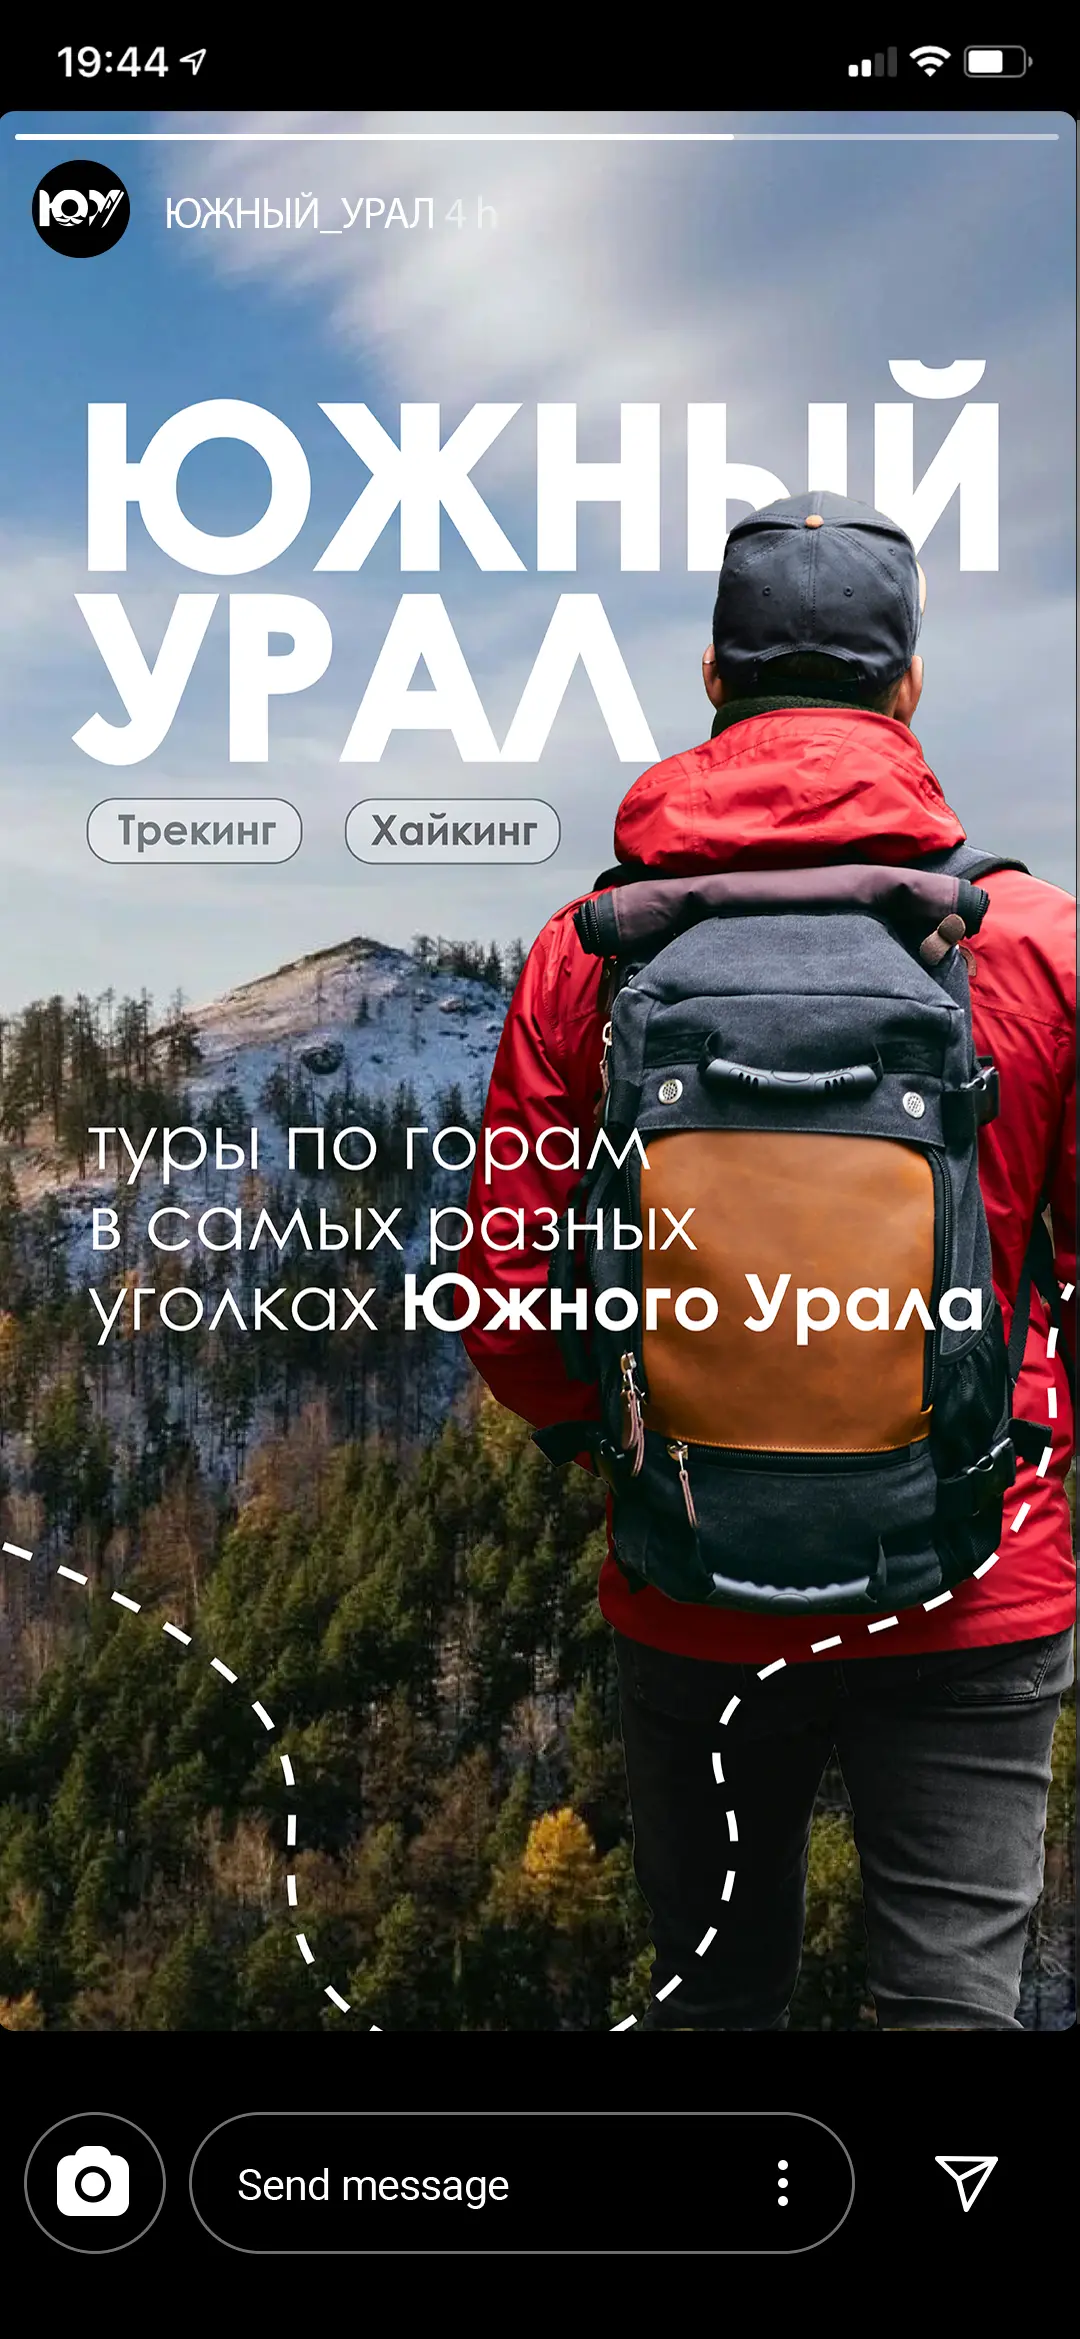 19:44
ЮУ
ЮЖНЫЙ_УРАЛ 4 h
ЮЖНЫЙ
УРАЛ
Трекинг
Хайкинг
туры по горам
в самых разных
уголках Южного Урала
Send message